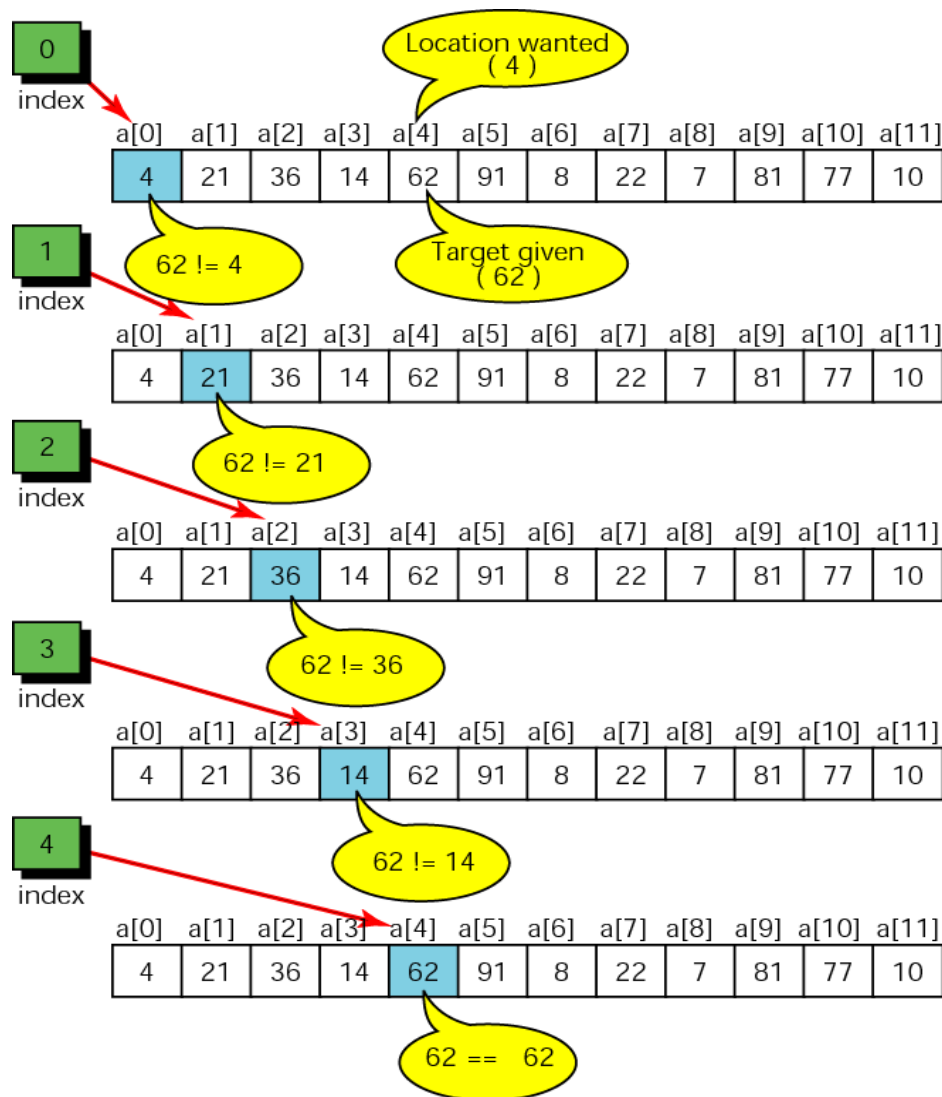 0
index
Location wanted
( 4 )
a[0] a[1] a[2] a[3] a[4] a[5] a[6] a[7] a[8] a[9] a[10] a[11]
4 21 36 14 62 91 8 22 7 81 77 10
62 != 4
Target given
( 62 )
1
index
a[0] a[1] a[2] a[3] a[4] a[5] a[6] a[7] a[8] a[9] a[10] a[11]
4 21 36 14 62 91 8 22 7 81 77 10
62 != 21
2
index
a[0] a[1] a[2] a[3] a[4] a[5] a[6] a[7] a[8] a[9] a[10] a[11]
4 21 36 14 62 91 8 22 7 81 77 10
62 != 36
3
index
a[0] a[1] a[2] a[3] a[4] a[5] a[6] a[7] a[8] a[9] a[10] a[11]
4 21 36 14 62 91 8 22 7 81 77 10
62 != 14
4
index
a[0] a[1] a[2] a[3] a[4] a[5] a[6] a[7] a[8] a[9] a[10] a[11]
4 21 36 14 62 91 8 22 7 81 77 10
62 == 62